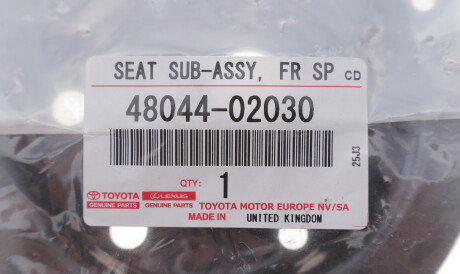 SEAT SUB-ASSY, FR SP CD
48044-02030
25J3
QTY: 1
TOYOTA LEXUS
GENUINE PARTS GENUINE PARTS TOYOTA MOTOR EUROPE NV/SA
MADE IN UNITED KINGDOM